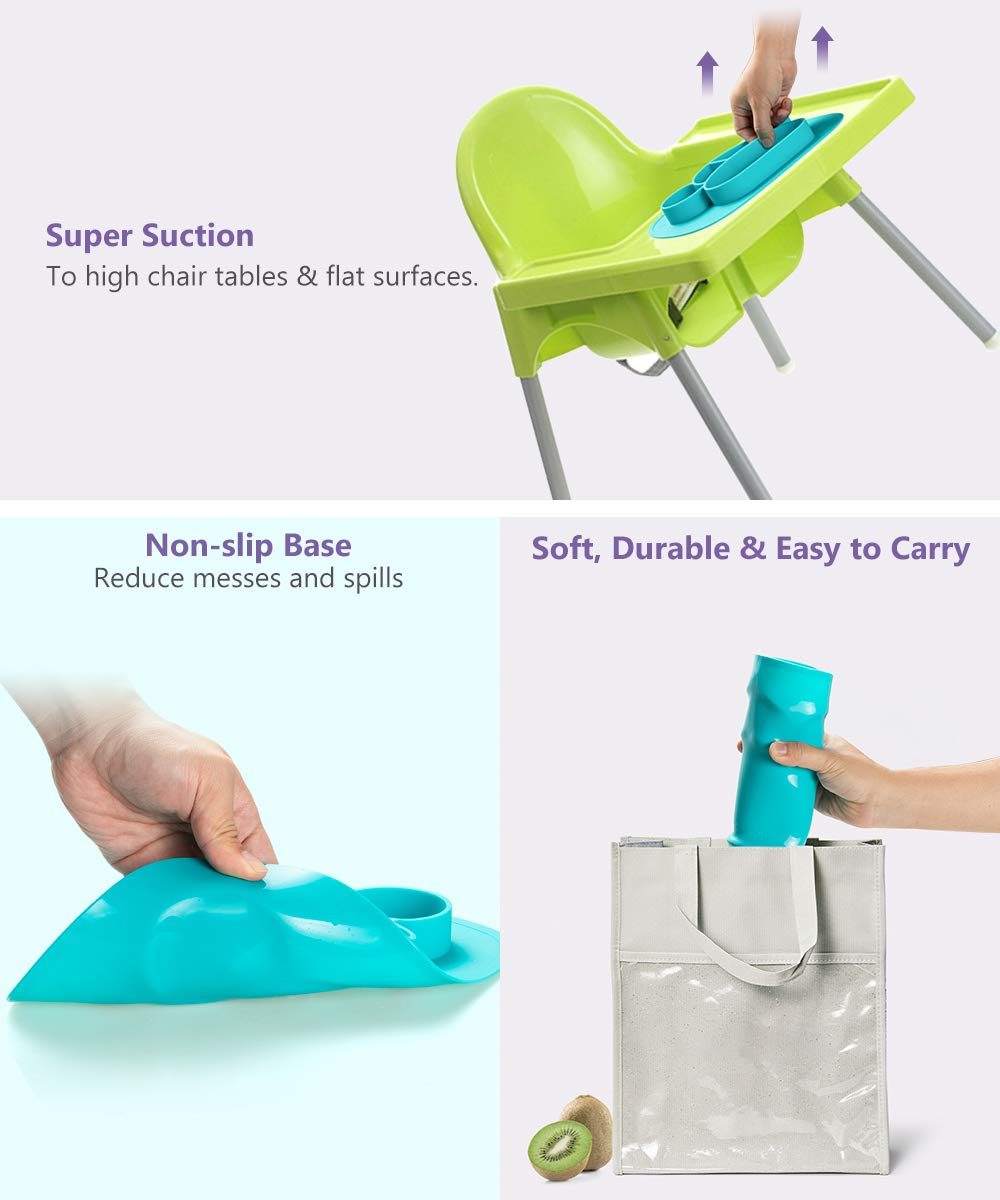 Super Suction
To high chair tables & flat surfaces.
Non-slip Base
Reduce messes and spills
Soft, Durable & Easy to Carry